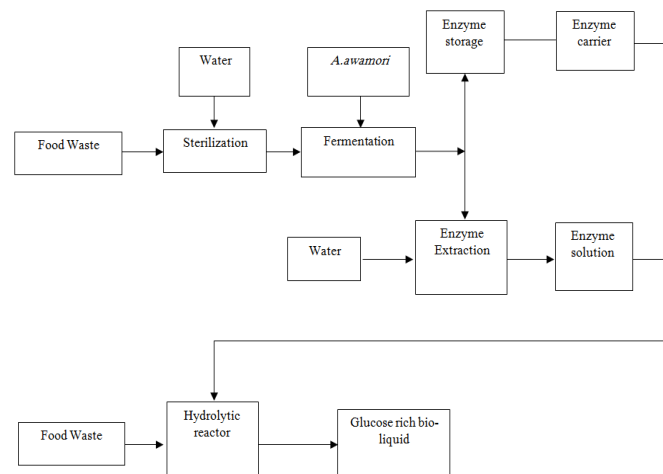 Enzyme
storage
Enzyme
carrier
Water
A.awamori
Food Waste
Sterilization
Fermentation
Water
Enzyme
Extraction
Enzyme
solution
Food Waste
Hydrolytic
reactor
Glucose rich bio-
liquid